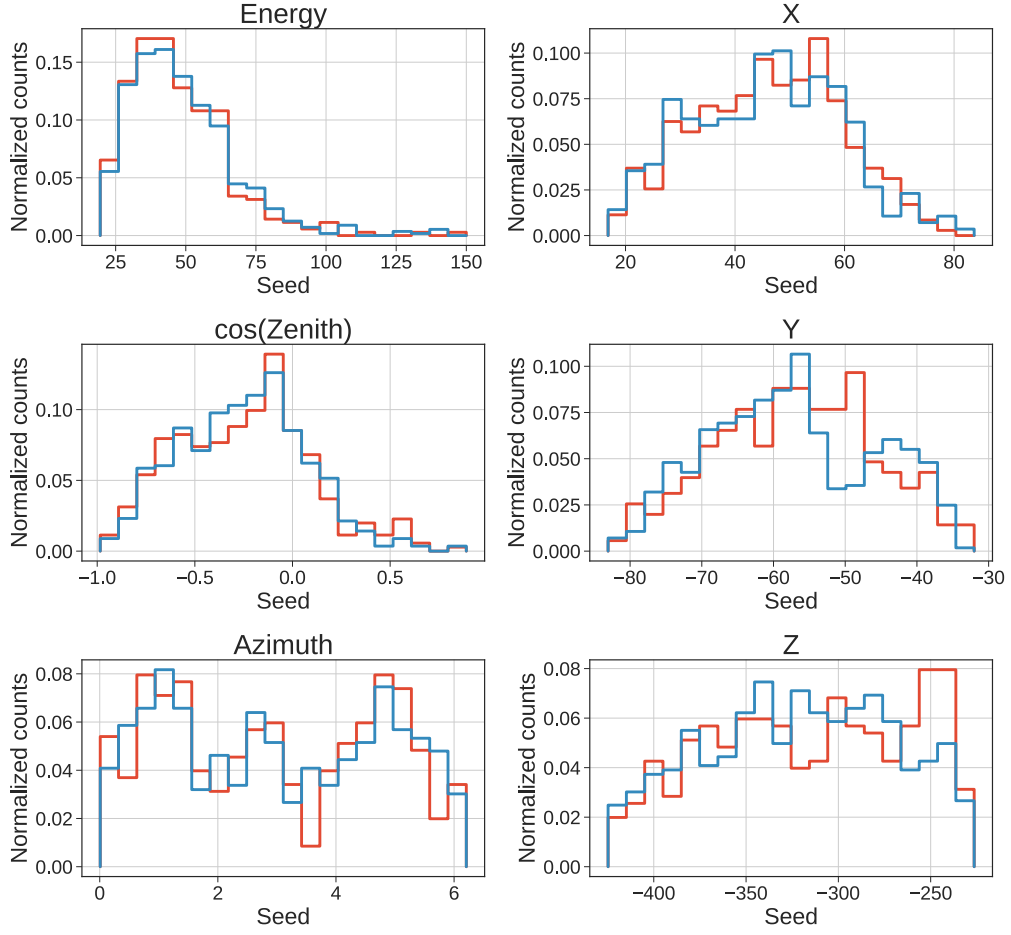 Energy
Normalized counts
0.15
0.10
0.05
0.00
25 50 75 100 125 150
Seed
X
Normalized counts
0.100
0.075
0.050
0.025
0.000
20 40 60 80
Seed
cos(Zenith)
Normalized counts
0.10
0.05
0.00
−1.0 −0.5 0.0 0.5
Seed
Y
Normalized counts
0.100
0.075
0.050
0.025
0.000
−80 −70 −60 −50 −40 −30
Seed
Azimuth
Normalized counts
0.08
0.06
0.04
0.02
0.00
0 2 4 6
Seed
Z
Normalized counts
0.08
0.06
0.04
0.02
0.00
−400 −350 −300 −250
Seed